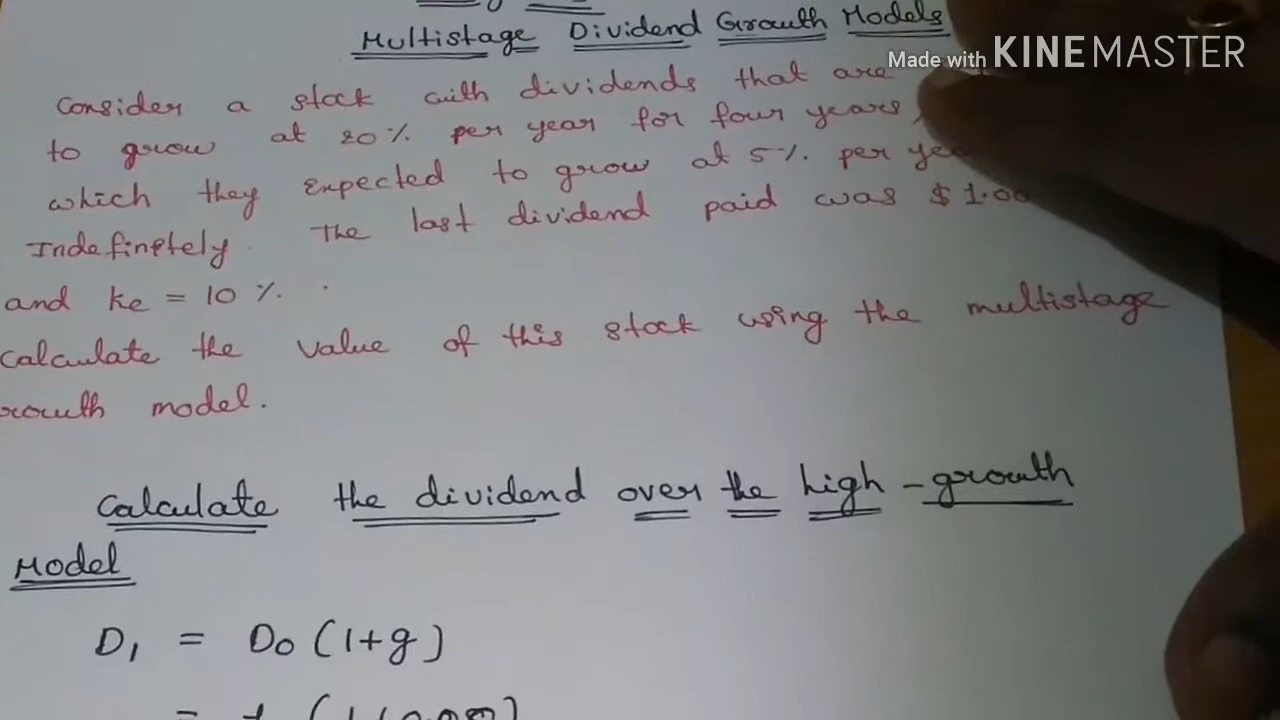 Multistage Dividend Growth Models
Made with KINEMASTER
Consider a stock with dividends that are
to grow at 20% per year for four years,
which they Expected to grow at 5% per
Indefinetely. The last dividend paid was $1.00
and ke = 10%.
calculate the value of this stock using the multistage
model.
calculate the dividend over the high-growth
Model
D₁ = D₀ (1+g)